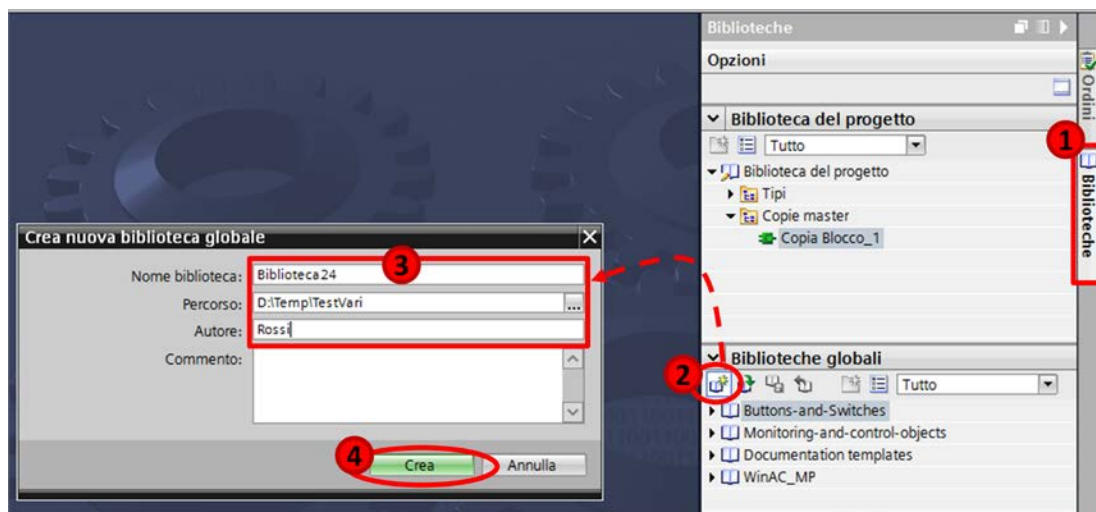 Biblioteche
Opzioni
Ordini
Biblioteca del progetto
1
Tutto
Biblioteche
Biblioteca del progetto
Tipi
Copie master
Copia Blocco_1
Crea nuova biblioteca globale
3
Nome biblioteca: Biblioteca24
Percorso: D:\Temp\TestVari ...
Autore: Rossi
Commento:
4
Crea
Annulla
Biblioteche globali
2
Tutto
Buttons-and-Switches
Monitoring-and-control-objects
Documentation templates
WinAC_MP